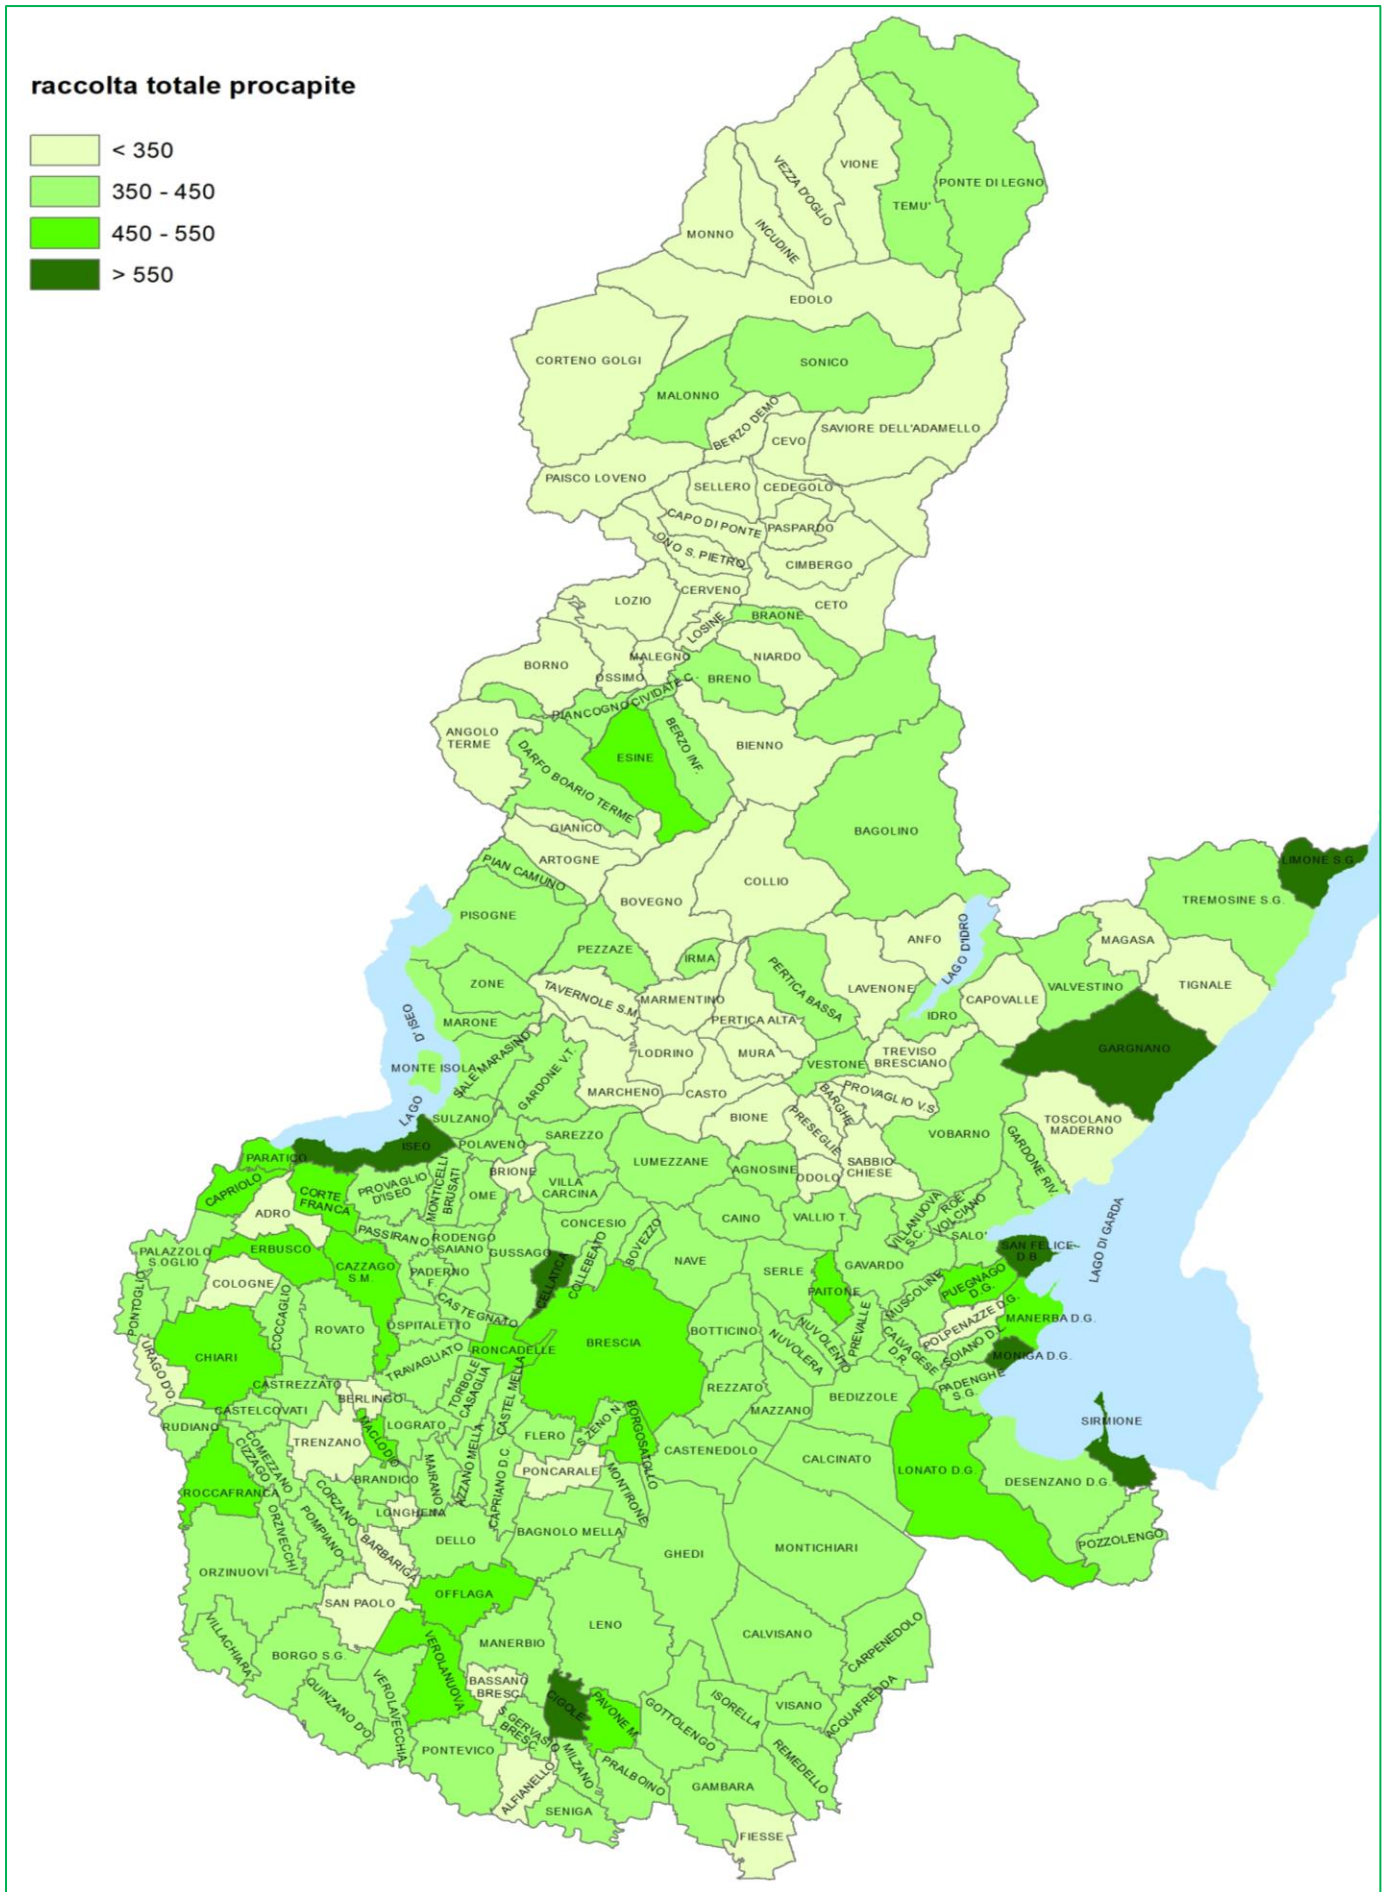 raccolta totale procapite
< 350
350 - 450
450 - 550
> 550
VIONE
VEZZA D'OGLIO
PONTE DI LEGNO
TEMU'
MONNO
INCUDINE
EDOLO
CORTENO GOLGI
SONICO
MALONNO
BERZO DEMO
SAVIORE DELL'ADAMELLO
CEVO
PAISCO LOVENO
SELLERO
CEDEGOLO
CAPO DI PONTE
PASPARDO
ONO S. PIETRO
CIMBERGO
CERVENO
LOZIO
CETO
BRAONE
LOSINE
MALEGNO
NIARDO
BORNO
OSSIMO
BRENO
CIVIDATE C.
PIANCOGNO
ANGOLO
TERME
BERZO INF.
BIENNO
ESINE
DARFO BOARIO TERME
GIANICO
BAGOLINO
ARTOGNE
LIMONE S.G.
PIAN CAMUNO
COLLIO
BOVEGNO
TREMOSINE S.G.
PISOGNE
ANFO
MAGASA
LAGO D'IDRO
PEZZAZE
IRMA
ZONE
TAVERNOLE S.M.
MARMENTINO
PERTICA BASSA
LAVENONE
CAPOVALLE
VALVESTINO
TIGNALE
IDRO
MARONE
PERTICA ALTA
D'ISEO
LAGO
GARGNANO
LODRINO
MURA
TREVISO
BRESCIANO
VESTONE
MONTE ISOLA
SALE MARASINO
GARDONE V.T.
MARCHENO
CASTO
BARGHE
PROVAGLIO V.S.
BIONE
PRESEGLIE
TOSCOLANO
MADERNO
SULZANO
SAREZZO
VOBARNO
GARDONE RIV.
ISEO
POLAVENO
PARATICO
LUMEZZANE
AGNOSINE
SABBIO
CHIESE
ODOLO
BRIONE
CAPRIOLO
CORTE
FRANCA
PROVAGLIO
D'ISEO
MONTICELLI
BRUSATI
OME
VILLA
CARCINA
ADRO
CAINO
VALLIO T.
VILLANUOVA
S.C.
ROE'
VOLCIANO
SALO'
LAGO DI GARDA
PASSIRANO
RODENGO
SAIANO
CONCESIO
BOVEZZO
GUSSAGO
COLLEBEATO
NAVE
PALAZZOLO
S.OGLIO
ERBUSCO
CAZZAGO
S.M.
PADERNO
F.
CELLATICA
SERLE
GAVARDO
SAN FELICE
D.B.
COLOGNE
PAITONE
MUSCOLINE
PUEGNAGO
D.G.
PONTOGLIO
COCCAGLIO
ROVATO
OSPITALETTO
CASTEGNATO
POLPENAZZE D.G.
MANERBA D.G.
BRESCIA
BOTTICINO
NUVOLERA
NUVOLENTO
PREVALLE
CALVAGESE
D.R.
SOIANO D.L.
MONIGA D.G.
URAGO D'O.
CHIARI
RONCADELLE
TRAVAGLIATO
TORBOLE
CASAGLIA
CASTEL MELLA
PADENGHE
S.G.
CASTREZZATO
BERLINGO
REZZATO
MAZZANO
BEDIZZOLE
CASTELCOVATI
RUDIANO
MACLODIO
LOGRATO
AZZANO MELLA
FLERO
S. ZENO N.
BORGOSATOLLO
SIRMIONE
TRENZANO
CASTENEDOLO
CALCINATO
COMEZZANO
CIZZAGO
MAIRANO
CAPRIANO D.C.
PONCARALE
LONATO D.G.
DESENZANO D.G.
ROCCAFRANCA
BRANDICO
MONTIRONE
CORZANO
LONGHENA
ORZIVECCHI
POMPIANO
BAGNOLO MELLA
DELLO
BARBARIGA
GHEDI
MONTICHIARI
POZZOLENGO
ORZINUOVI
OFFLAGA
SAN PAOLO
LENO
VILLACHIARA
BORGO S.G.
VEROLANUOVA
MANERBIO
CALVISANO
CARPENEDOLO
QUINZANO D'O.
VEROLAVECCHIA
BASSANO
BRESC.
CIGOLE
PAVONE M.
GOTTOLENGO
ISORELLA
VISANO
ACQUAFREDDA
S. GERVASIO
BRESC.
PONTEVICO
MILZANO
PRALBOINO
REMEDELLO
GAMBARA
ALFIANELLO
SENIGA
FIESSE